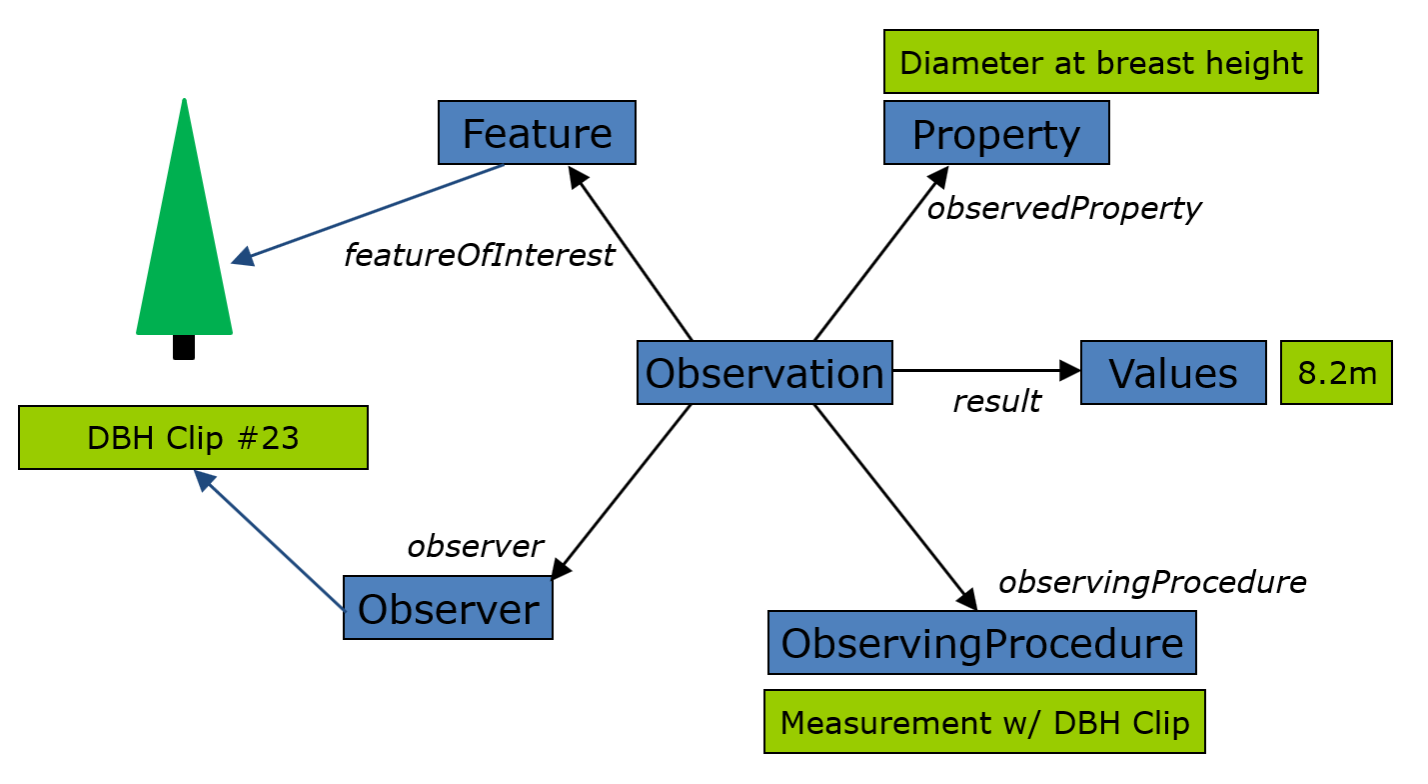 Diameter at breast height
Feature
Property
observedProperty
featureOfInterest
Observation
Values
8.2m
result
DBH Clip #23
observer
observingProcedure
Observer
ObservingProcedure
Measurement w/ DBH Clip